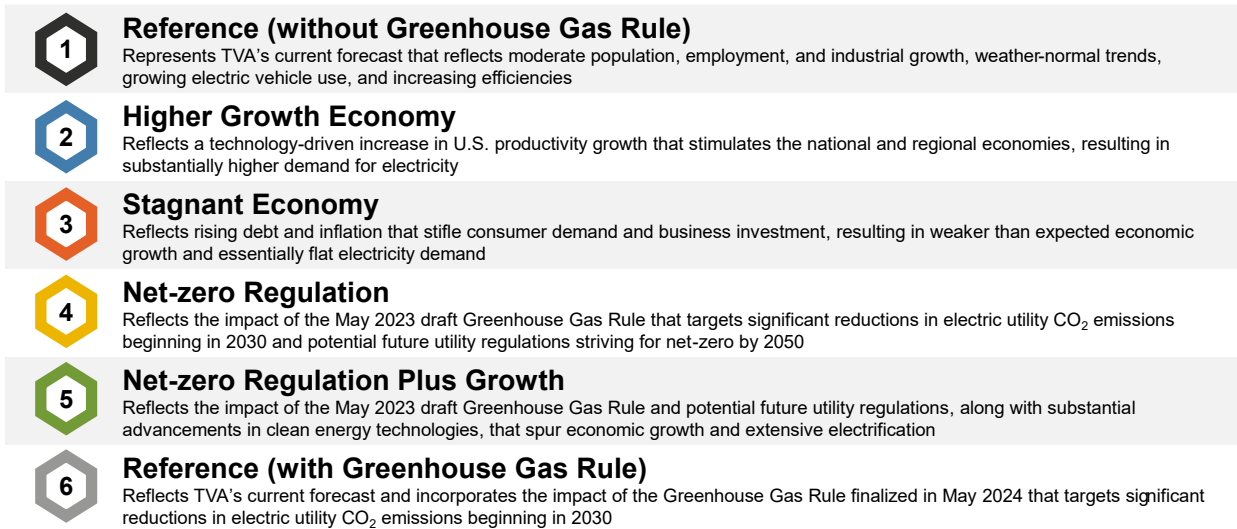 1
Reference (without Greenhouse Gas Rule)
Represents TVA's current forecast that reflects moderate population, employment, and industrial growth, weather-normal trends,
growing electric vehicle use, and increasing efficiencies
2
Higher Growth Economy
Reflects a technology-driven increase in U.S. productivity growth that stimulates the national and regional economies, resulting in
substantially higher demand for electricity
3
Stagnant Economy
Reflects rising debt and inflation that stifle consumer demand and business investment, resulting in weaker than expected economic
growth and essentially flat electricity demand
4
Net-zero Regulation
Reflects the impact of the May 2023 draft Greenhouse Gas Rule that targets significant reductions in electric utility CO₂ emissions
beginning in 2030 and potential future utility regulations striving for net-zero by 2050
5
Net-zero Regulation Plus Growth
Reflects the impact of the May 2023 draft Greenhouse Gas Rule and potential future utility regulations, along with substantial
advancements in clean energy technologies, that spur economic growth and extensive electrification
6
Reference (with Greenhouse Gas Rule)
Reflects TVA's current forecast and incorporates the impact of the Greenhouse Gas Rule finalized in May 2024 that targets significant
reductions in electric utility CO₂ emissions beginning in 2030